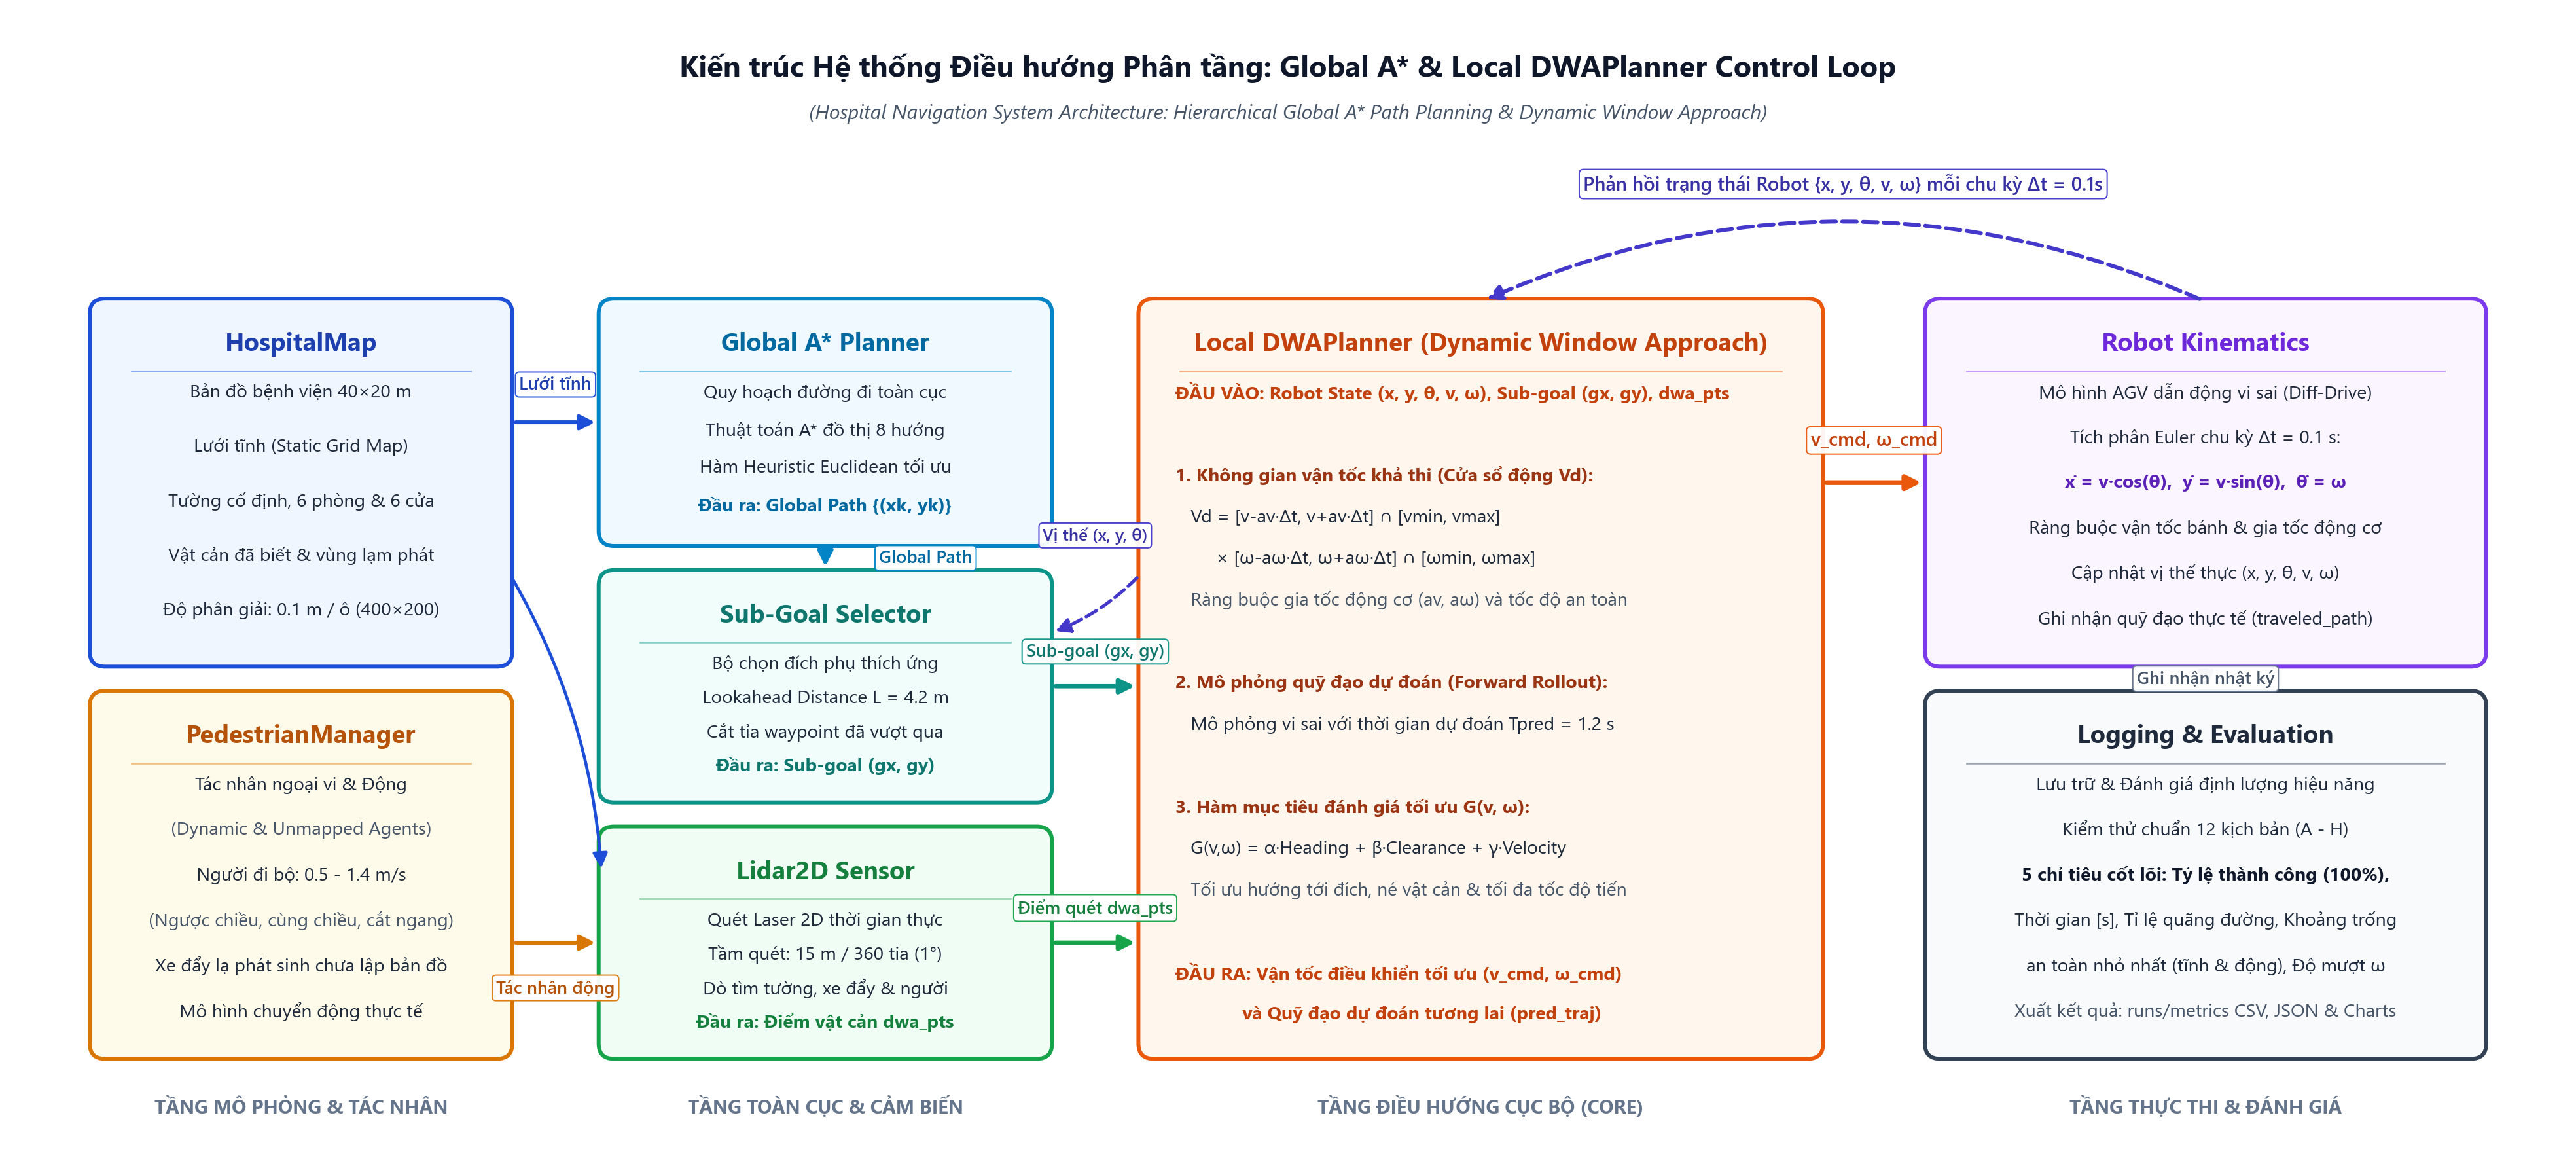 Kiến trúc Hệ thống Điều hướng Phân tầng: Global A* & Local DWAPlanner Control Loop
(Hospital Navigation System Architecture: Hierarchical Global A* Path Planning & Dynamic Window Approach)
Phản hồi trạng thái Robot {x, y, θ, v, ω} mỗi chu kỳ Δt = 0.1s
HospitalMap
Bản đồ bệnh viện 40×20 m
Lưới tĩnh (Static Grid Map)
Tường cố định, 6 phòng & 6 cửa
Vật cản đã biết & vùng lạm phát
Độ phân giải: 0.1 m / ô (400×200)
Lưới tĩnh
PedestrianManager
Tác nhân ngoại vi & Động
(Dynamic & Unmapped Agents)
Người đi bộ: 0.5 - 1.4 m/s
(Ngược chiều, cùng chiều, cắt ngang)
Xe đẩy lạ phát sinh chưa lập bản đồ
Mô hình chuyển động thực tế
Tác nhân động
Global A* Planner
Quy hoạch đường đi toàn cục
Thuật toán A* đồ thị 8 hướng
Hàm Heuristic Euclidean tối ưu
Đầu ra: Global Path {(xk, yk)}
Global Path
Vị thế (x, y, θ)
Sub-Goal Selector
Bộ chọn đích phụ thích ứng
Lookahead Distance L = 4.2 m
Cắt tỉa waypoint đã vượt qua
Đầu ra: Sub-goal (gx, gy)
Sub-goal (gx, gy)
Lidar2D Sensor
Quét Laser 2D thời gian thực
Tầm quét: 15 m / 360 tia (1°)
Dò tìm tường, xe đẩy & người
Đầu ra: Điểm vật cản dwa_pts
Điểm quét dwa_pts
Local DWAPlanner (Dynamic Window Approach)
ĐẦU VÀO: Robot State (x, y, θ, v, ω), Sub-goal (gx, gy), dwa_pts
1. Không gian vận tốc khả thi (Cửa sổ động Vd):
Vd = [v-av·Δt, v+av·Δt] ∩ [vmin, vmax]
× [ω-aω·Δt, ω+aω·Δt] ∩ [ωmin, ωmax]
Ràng buộc gia tốc động cơ (av, aω) và tốc độ an toàn
2. Mô phỏng quỹ đạo dự đoán (Forward Rollout):
Mô phỏng vi sai với thời gian dự đoán Tpred = 1.2 s
3. Hàm mục tiêu đánh giá tối ưu G(v, ω):
G(v,ω) = α·Heading + β·Clearance + γ·Velocity
Tối ưu hướng tới đích, né vật cản & tối đa tốc độ tiến
ĐẦU RA: Vận tốc điều khiển tối ưu (v_cmd, ω_cmd)
và Quỹ đạo dự đoán tương lai (pred_traj)
v_cmd, ω_cmd
Robot Kinematics
Mô hình AGV dẫn động vi sai (Diff-Drive)
Tích phân Euler chu kỳ Δt = 0.1 s:
ẋ = v·cos(θ), ẏ = v·sin(θ), θ̇ = ω
Ràng buộc vận tốc bánh & gia tốc động cơ
Cập nhật vị thế thực (x, y, θ, v, ω)
Ghi nhận quỹ đạo thực tế (traveled_path)
Ghi nhận nhật ký
Logging & Evaluation
Lưu trữ & Đánh giá định lượng hiệu năng
Kiểm thử chuẩn 12 kịch bản (A - H)
5 chỉ tiêu cốt lõi: Tỷ lệ thành công (100%),
Thời gian [s], Tỉ lệ quãng đường, Khoảng trống
an toàn nhỏ nhất (tĩnh & động), Độ mượt ω
Xuất kết quả: runs/metrics CSV, JSON & Charts
TẦNG MÔ PHỎNG & TÁC NHÂN
TẦNG TOÀN CỤC & CẢM BIẾN
TẦNG ĐIỀU HƯỚNG CỤC BỘ (CORE)
TẦNG THỰC THI & ĐÁNH GIÁ